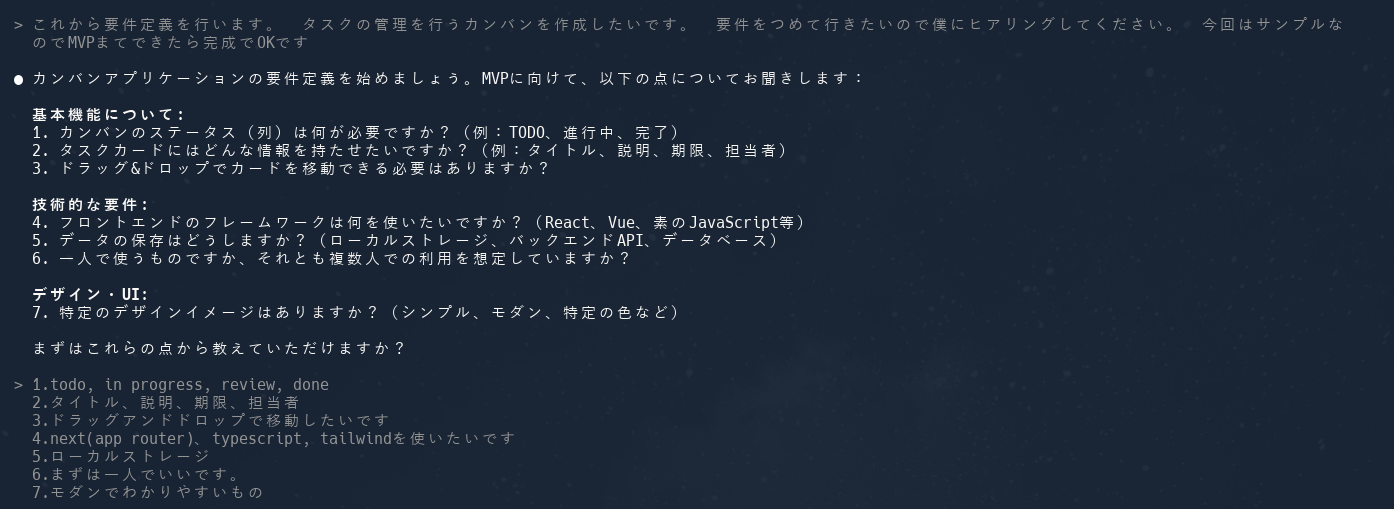 > これから要件定義を行います。 タスクの管理を行うカンバンを作成したいです。 要件をつめて行きたいので僕にヒアリングしてください。 今回はサンプルな
のでMVPまてできたら完成でOKです
● カンバンアプリケーションの要件定義を始めましょう。MVPに向けて、以下の点についてお聞きします：
基本機能について:
1. カンバンのステータス（列）は何が必要ですか？（例：TODO、進行中、完了）
2. タスクカードにはどんな情報を持たせたいですか？（例：タイトル、説明、期限、担当者）
3. ドラッグ&ドロップでカードを移動できる必要はありますか？
技術的な要件:
4. フロントエンドのフレームワークは何を使いたいですか？（React、Vue、素のJavaScript等）
5. データの保存はどうしますか？（ローカルストレージ、バックエンドAPI、データベース）
6. 一人で使うものですか、それとも複数人での利用を想定していますか？
デザイン・UI:
7. 特定のデザインイメージはありますか？（シンプル、モダン、特定の色など）
まずはこれらの点から教えていただけますか？
> 1.todo, in progress, review, done
2.タイトル、説明、期限、担当者
3.ドラッグアンドドロップで移動したいです
4.next(app router)、typescript, tailwindを使いたいです
5.ローカルストレージ
6.まずは一人でいいです。
7.モダンでわかりやすいもの